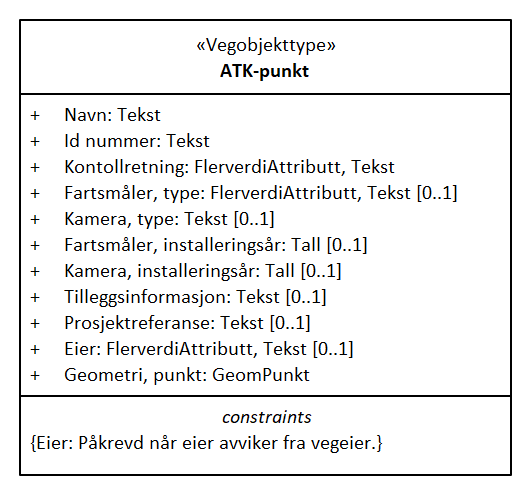 «Vegobjekttype»
ATK-punkt
+ Navn: Tekst
+ Id nummer: Tekst
+ Kontollretning: FlerverdiAttributt, Tekst
+ Fartsmåler, type: FlerverdiAttributt, Tekst [0..1]
+ Kamera, type: Tekst [0..1]
+ Fartsmåler, installeringsår: Tall [0..1]
+ Kamera, installeringsår: Tall [0..1]
+ Tilleggsinformasjon: Tekst [0..1]
+ Prosjektreferanse: Tekst [0..1]
+ Eier: FlerverdiAttributt, Tekst [0..1]
+ Geometri, punkt: GeomPunkt
constraints
{Eier: Påkrevd når eier avviker fra vegeier.}